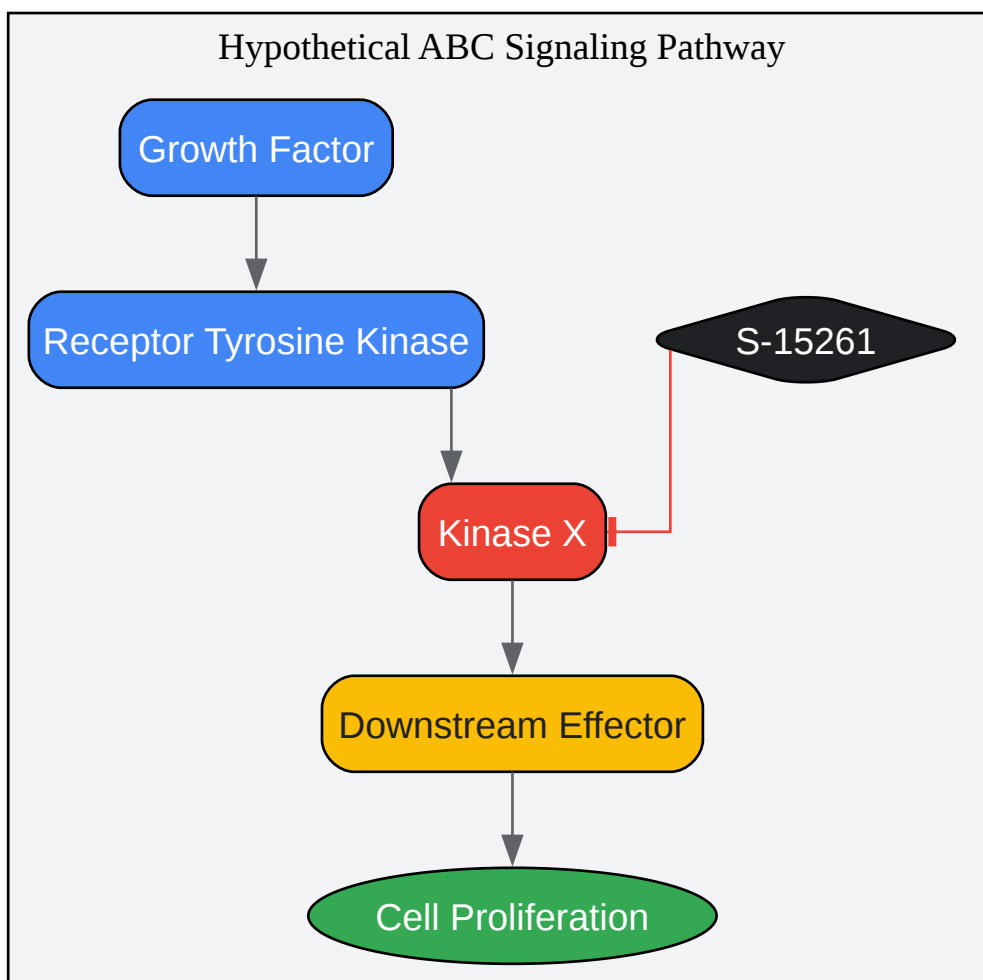 Hypothetical ABC Signaling Pathway
Growth Factor
Receptor Tyrosine Kinase
S-15261
Kinase X
Downstream Effector
Cell Proliferation